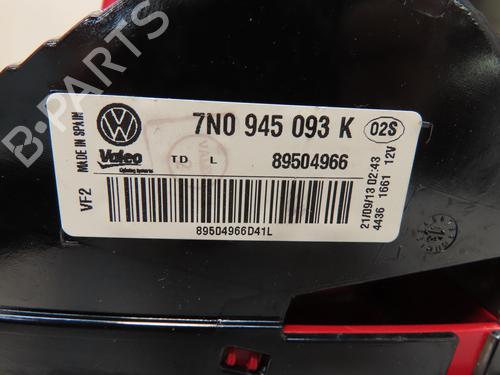 B-PARTS
MADE IN SPAIN
7N0 945 093 K
02S
Valeo
TD L
89504966
VF2
89504966D41L
21/09/13 02:43
4436 1661 12V